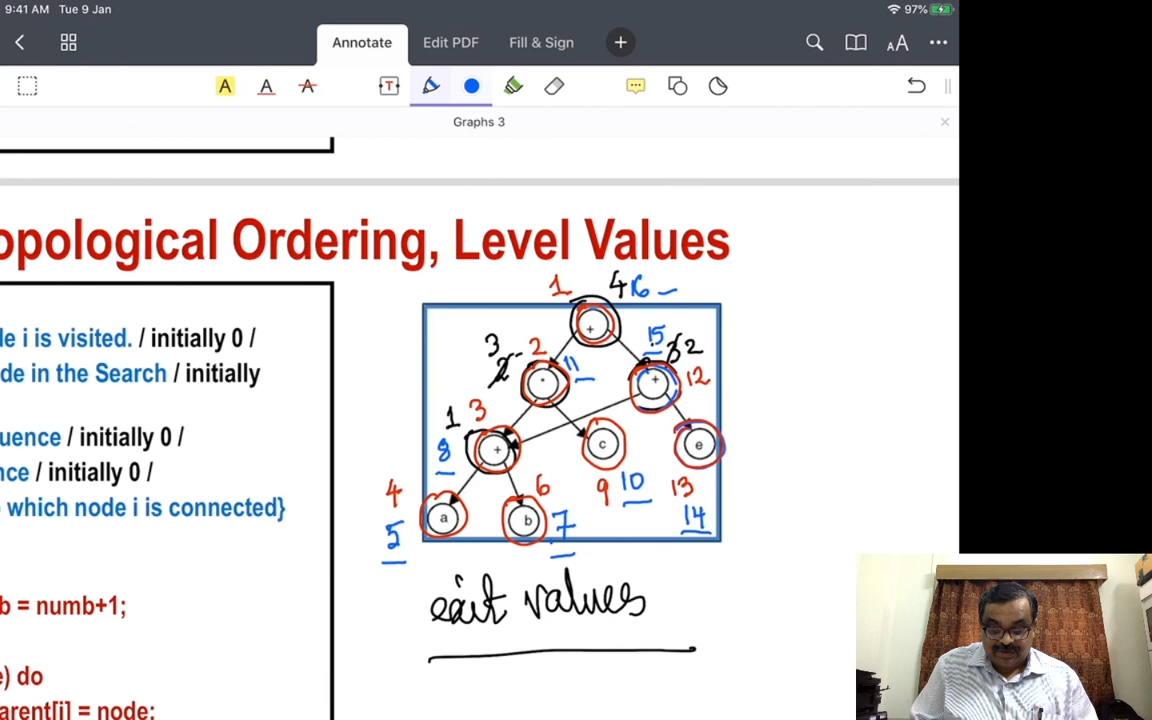 9:41 AM Tue 9 Jan
97%
Annotate
Edit PDF
Fill & Sign
Graphs 3
opological Ordering, Level Values
de i is visited. / initially 0 /
de in the Search / initially
uence / initially 0 /
nce / initially 0 /
o which node i is connected}
b = numb+1;
e) do
arent[i] = node;
1 4 16
+
3 2 2 11
15 3 2 12
.
+
1 3 8
+
c
e
4 5
6 7
9 10
13 14
a
b
exit values